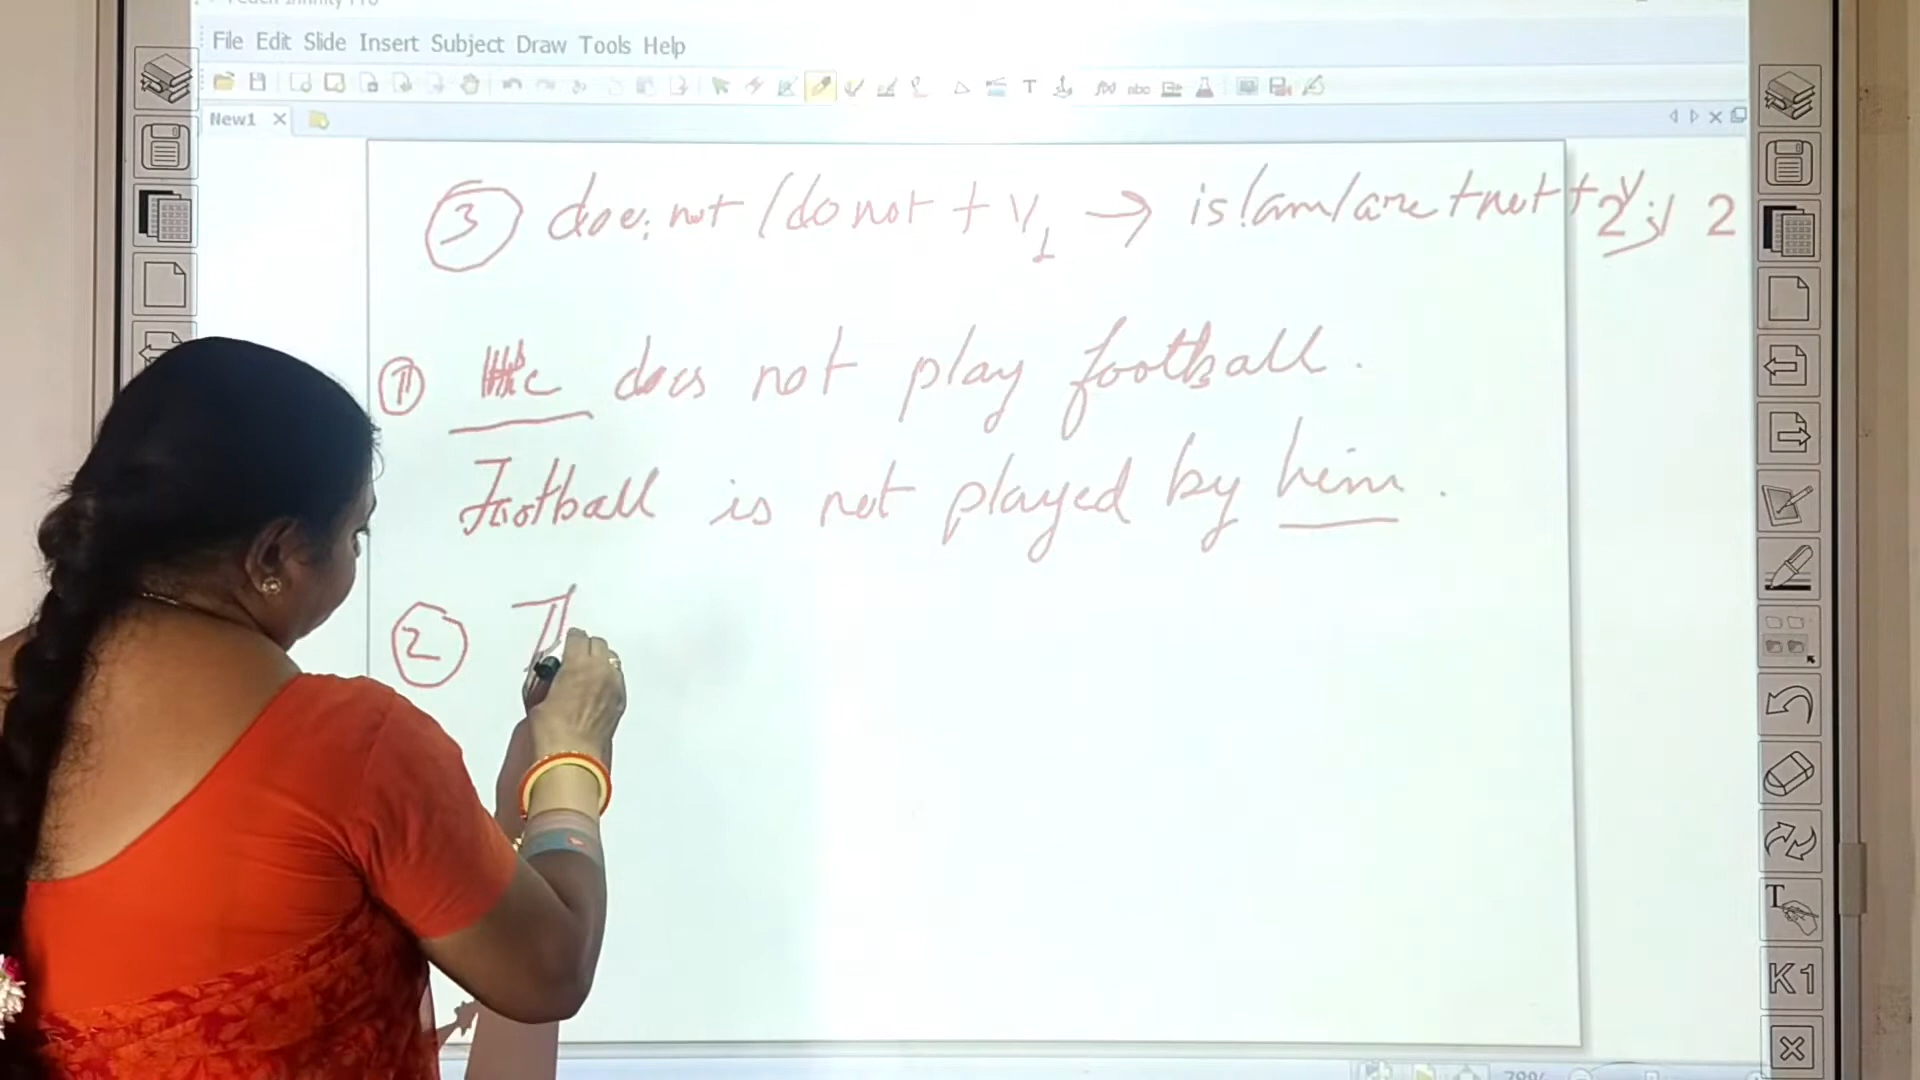 File Edit Slide Insert Subject Draw Tools Help
New1
③ does not / do not + V1 → is/am/are + not + V3
① He does not play football.
Football is not played by him.
②
K1